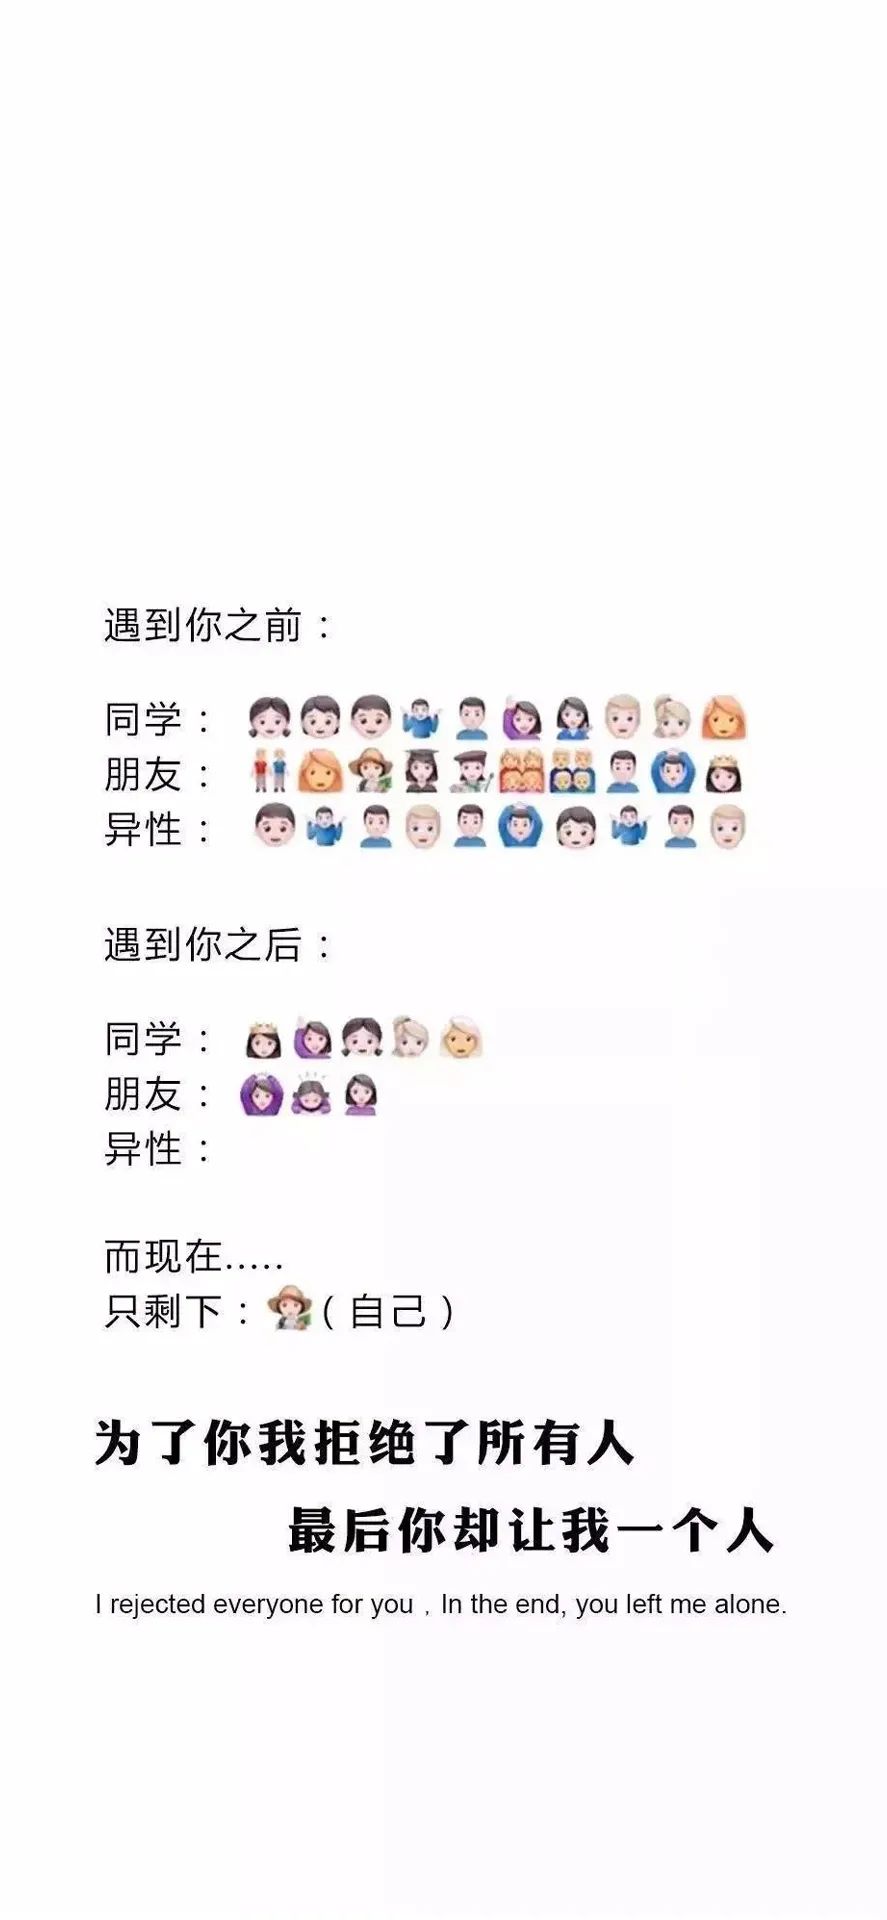 遇到你之前：
同学：
朋友：
异性：
遇到你之后：
同学：
朋友：
异性：
而现在.....
只剩下：（自己）
为了你我拒绝了所有人
最后你却让我一个人
I rejected everyone for you，In the end, you left me alone.